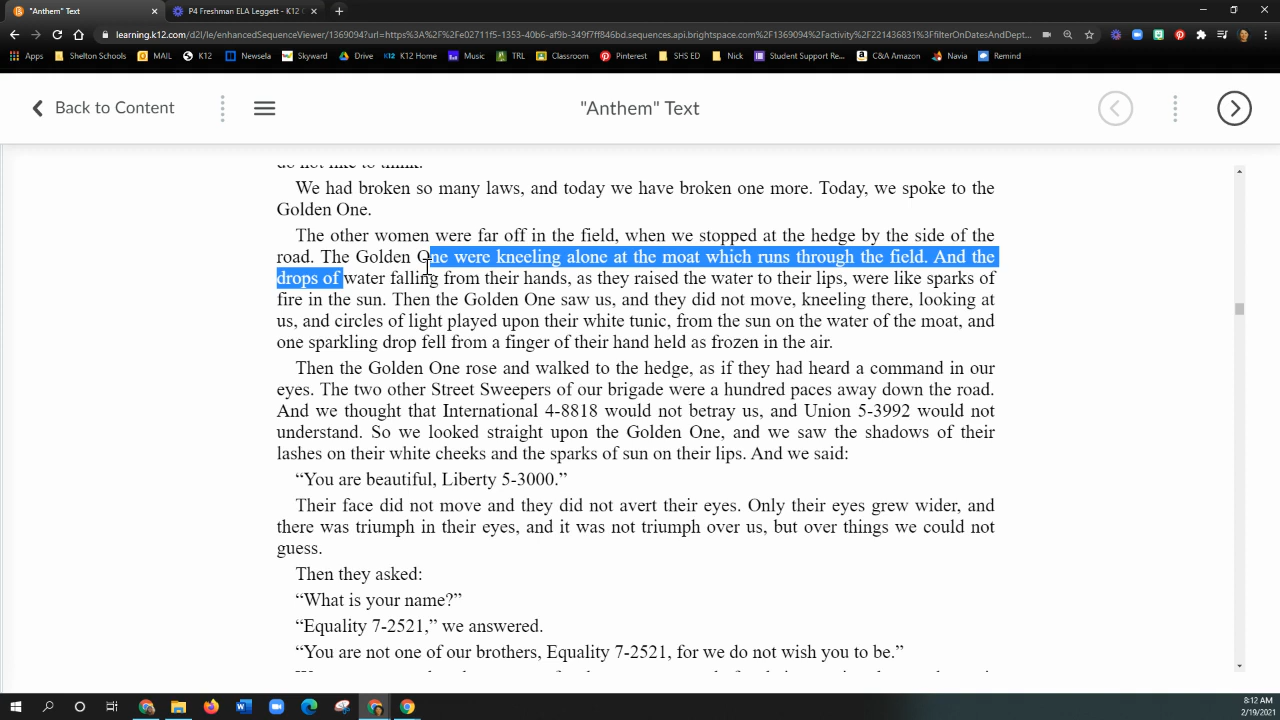 "Anthem" Text
P4 Freshman ELA Leggett - K12
learning.k12.com/d2l/le/enhancedSequenceViewer/1369094?url=https%3A%2F%2Fe02711f5-1353-40b6-af9b-349f7ff846bd.sequences.api.brightspace.com%2F1369094%2Factivity%2F221436831%2FfilterOnDatesAndDept...
Apps Shelton Schools MAIL K12 Newsela Skyward Drive K12 Home Music TRL Classroom Pinterest SHS ED Nick Student Support Re... C&A Amazon Navia Remind
Back to Content
"Anthem" Text
do not like to think.
We had broken so many laws, and today we have broken one more. Today, we spoke to the
Golden One.
The other women were far off in the field, when we stopped at the hedge by the side of the
road. The Golden One were kneeling alone at the moat which runs through the field. And the
drops of water falling from their hands, as they raised the water to their lips, were like sparks of
fire in the sun. Then the Golden One saw us, and they did not move, kneeling there, looking at
us, and circles of light played upon their white tunic, from the sun on the water of the moat, and
one sparkling drop fell from a finger of their hand held as frozen in the air.
Then the Golden One rose and walked to the hedge, as if they had heard a command in our
eyes. The two other Street Sweepers of our brigade were a hundred paces away down the road.
And we thought that International 4-8818 would not betray us, and Union 5-3992 would not
understand. So we looked straight upon the Golden One, and we saw the shadows of their
lashes on their white cheeks and the sparks of sun on their lips. And we said:
“You are beautiful, Liberty 5-3000.”
Their face did not move and they did not avert their eyes. Only their eyes grew wider, and
there was triumph in their eyes, and it was not triumph over us, but over things we could not
guess.
Then they asked:
“What is your name?”
“Equality 7-2521,” we answered.
“You are not one of our brothers, Equality 7-2521, for we do not wish you to be.”
8:12 AM
2/19/2021